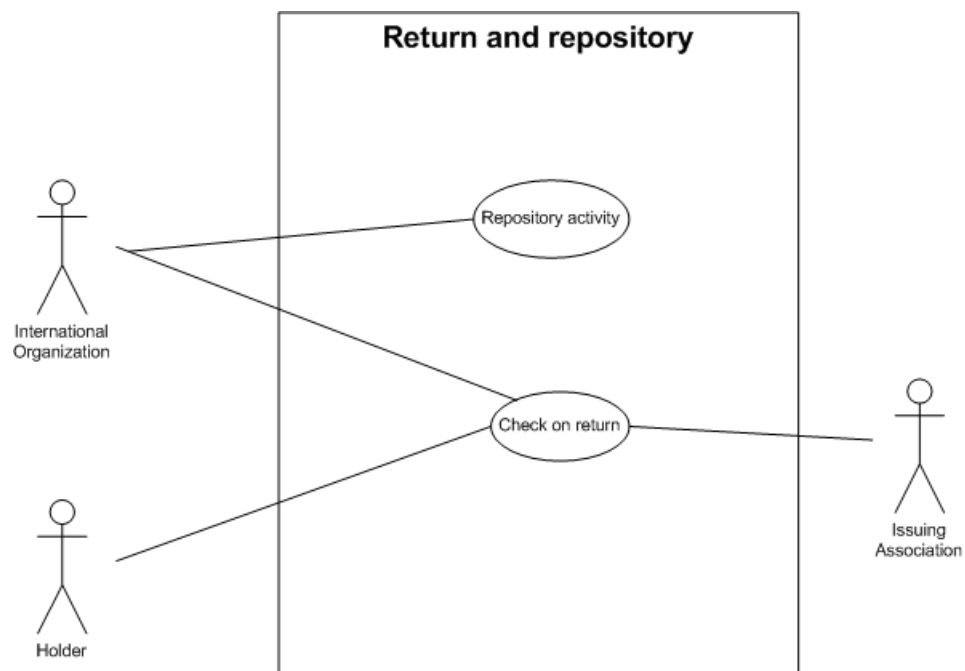 Return and repository
Repository activity
International
Organization
Check on return
Issuing
Association
Holder